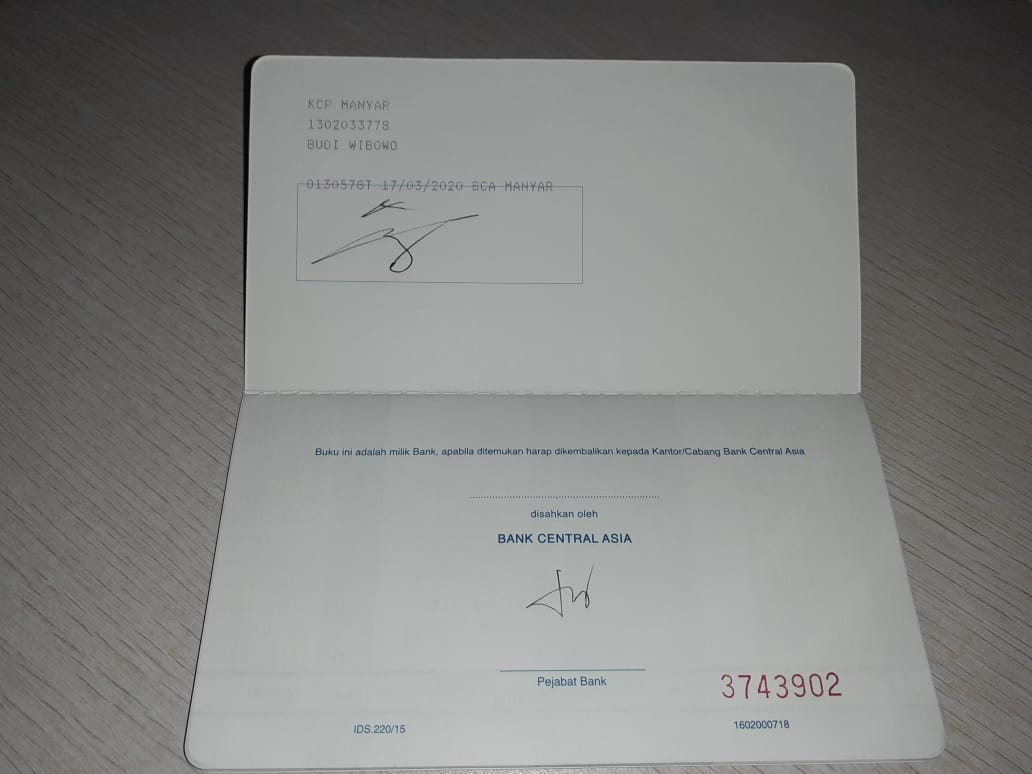 KCP MANYAR
1302033778
BUDI WIBOWO
0130578T 17/03/2020 BCA MANYAR
Buku ini adalah milik Bank, apabila ditemukan harap dikembalikan kepada Kantor/Cabang Bank Central Asia
disahkan oleh
BANK CENTRAL ASIA
Pejabat Bank
3743902
IDS.220/15
1602000718